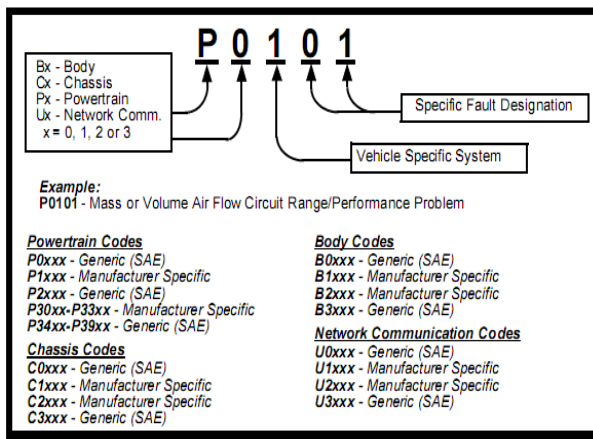 P 0 1 0 1
Bx - Body
Cx - Chassis
Px - Powertrain
Ux - Network Comm.
x = 0, 1, 2 or 3
Specific Fault Designation
Vehicle Specific System
Example:
P0101 - Mass or Volume Air Flow Circuit Range/Performance Problem
Powertrain Codes
P0xxx - Generic (SAE)
P1xxx - Manufacturer Specific
P2xxx - Generic (SAE)
P30xx-P33xx - Manufacturer Specific
P34xx-P39xx - Generic (SAE)
Chassis Codes
C0xxx - Generic (SAE)
C1xxx - Manufacturer Specific
C2xxx - Manufacturer Specific
C3xxx - Generic (SAE)
Body Codes
B0xxx - Generic (SAE)
B1xxx - Manufacturer Specific
B2xxx - Manufacturer Specific
B3xxx - Generic (SAE)
Network Communication Codes
U0xxx - Generic (SAE)
U1xxx - Manufacturer Specific
U2xxx - Manufacturer Specific
U3xxx - Generic (SAE)